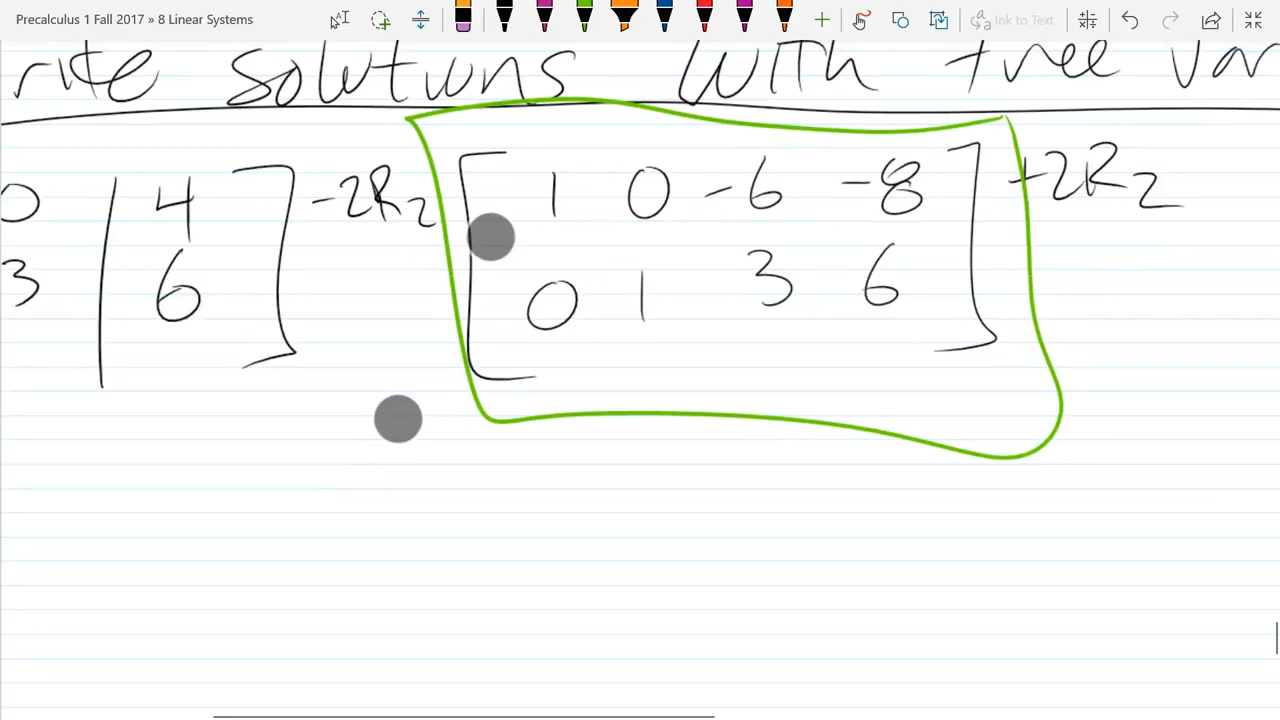 Precalculus 1 Fall 2017 » 8 Linear Systems
Ink to Text
rite solutions with free var
0 | 4 ] -2R2 [ 1 0 -6 -8 ] +2R2
3 | 6 ] [ 0 1 3 6 ]